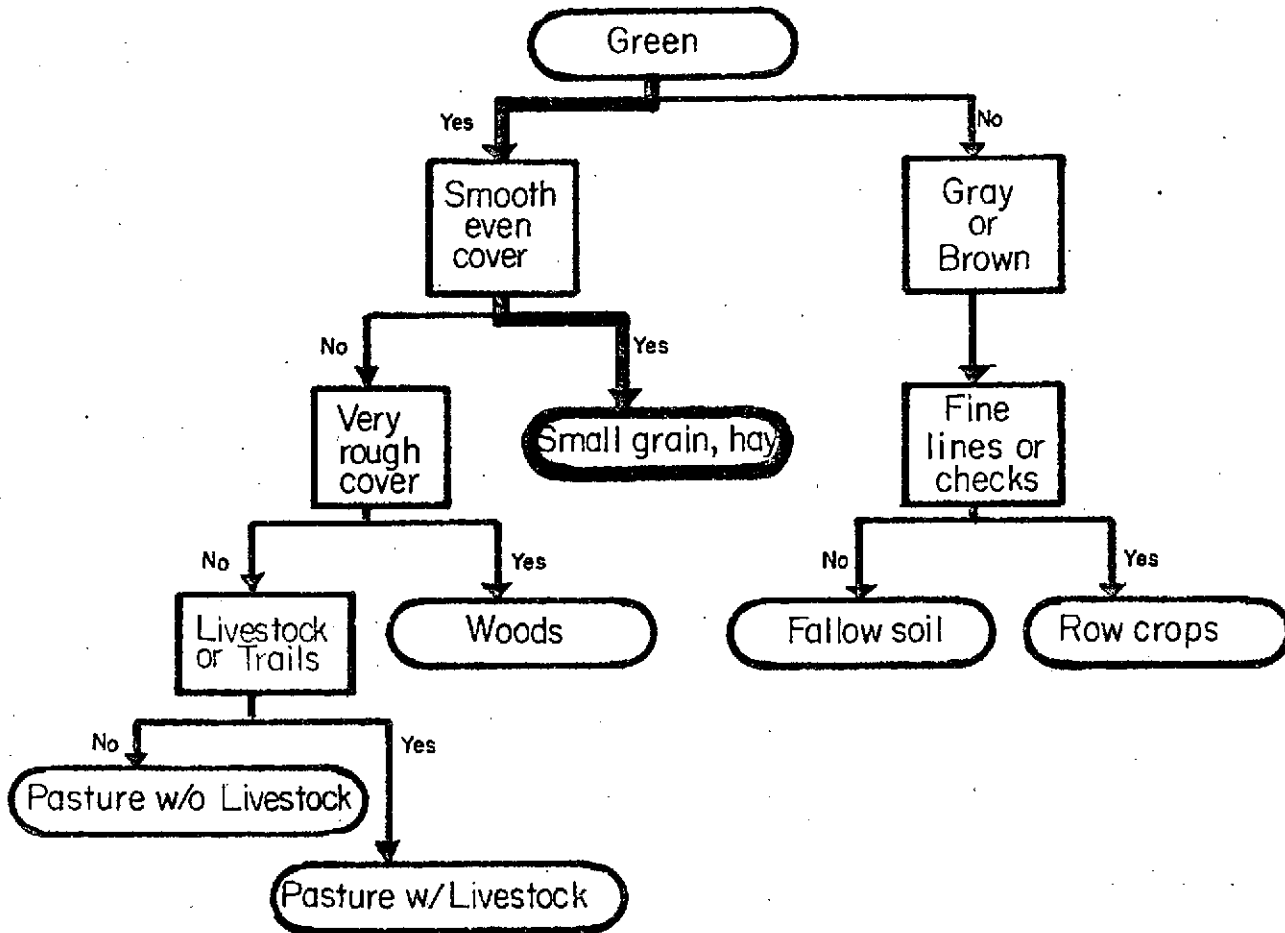 Green
Yes
No
Smooth
even
cover
Gray
or
Brown
No
Yes
Very
rough
cover
Small grain, hay
Fine
lines or
checks
No
Yes
No
Yes
Livestock
or Trails
Woods
Fallow soil
Row crops
No
Yes
Pasture w/o Livestock
Pasture w/ Livestock